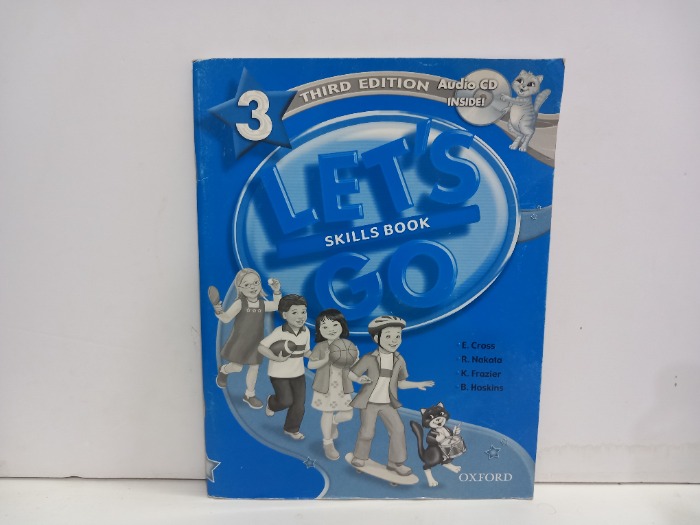 3
THIRD EDITION
Audio CD
INSIDE!
LET'S
SKILLS BOOK
GO
E. Cross
R. Nakata
K. Frazier
B. Hoskins
OXFORD